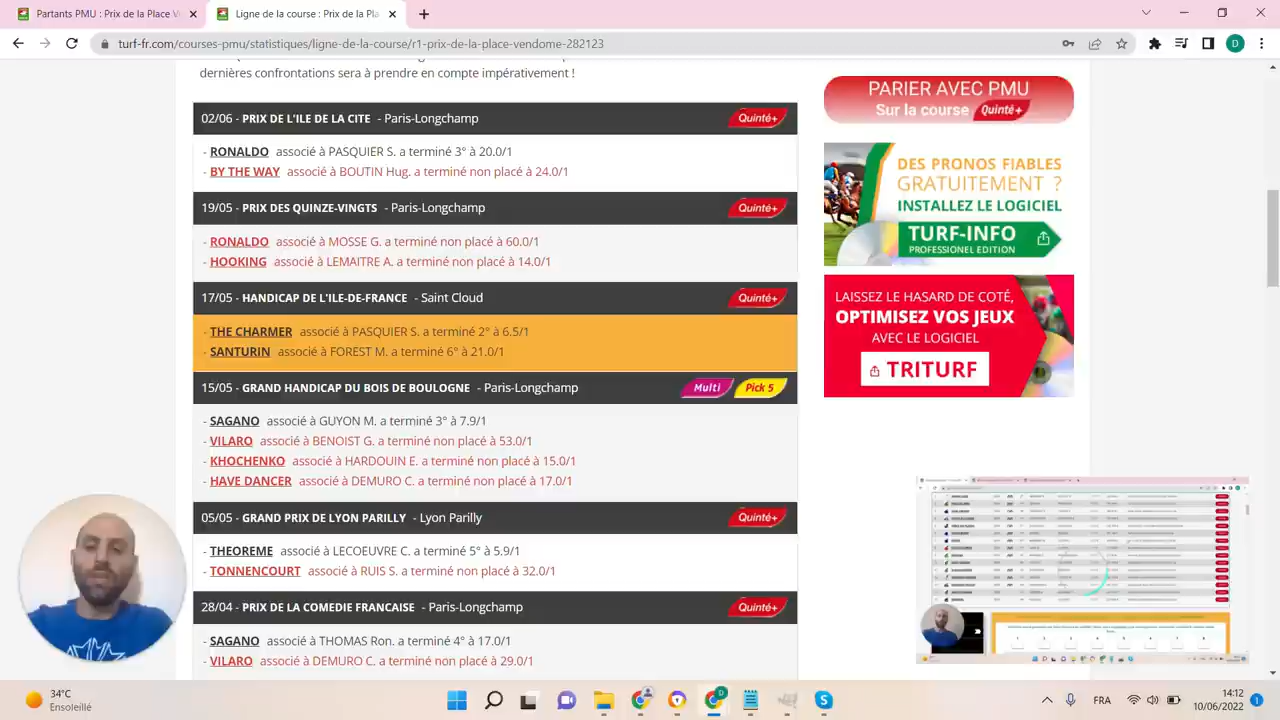 Partants : Prix de la Place V
Ligne de la course : Prix de la Pla
turf-fr.com/courses-pmu/statistiques/ligne-de-la-course/r1-prix-de-la-place-vendome-282123
D
dernières confrontations sera à prendre en compte impérativement !
02/06 - PRIX DE L'ILE DE LA CITE - Paris-Longchamp
Quinté+
- RONALDO associé à PASQUIER S. a terminé 3° à 20.0/1
- BY THE WAY associé à BOUTIN Hug. a terminé non placé à 24.0/1
19/05 - PRIX DES QUINZE-VINGTS - Paris-Longchamp
Quinté+
- RONALDO associé à MOSSE G. a terminé non placé à 60.0/1
associé à LEMAITRE A. a terminé non placé à 14.0/1
17/05 - HANDICAP DE L'ILE-DE-FRANCE - Saint Cloud
Quinté+
- THE CHARMER associé à PASQUIER S. a terminé 2° à 6.5/1
- SANTURIN associé à FOREST M. a terminé 6° à 21.0/1
15/05 - GRAND HANDICAP DU BOIS DE BOULOGNE - Paris-Longchamp
Multi Pick 5
- SAGANO associé à GUYON M. a terminé 3° à 7.9/1
- VILARO associé à BENOIST G. a terminé non placé à 53.0/1
- KHOCHENKO associé à HARDOUIN E. a terminé non placé à 15.0/1
- HAVE DANCER associé à DEMURO C. a terminé non placé à 17.0/1
05/05 - GRAND PRIX LYON PARILLY - Lyon Parilly
Quinté+
- THEOREME associé à LECOEUVRE C. a terminé 5° à 5.9/1
- TONNENCOURT associé à a terminé non placé à 32.0/1
28/04 - PRIX DE LA COMEDIE FRANCAISE - ParisLongchamp
Quinté+
- SAGANO associé à THOMAS Ron. a terminé 4° à 17.0/1
- VILARO associé à DEMURO C. a terminé non placé à 29.0/1
PARIER AVEC PMU
Sur la course Quinté+
DES PRONOS FIABLES
GRATUITEMENT ?
INSTALLEZ LE LOGICIEL
TURF-INFO
PROFESSIONEL EDITION
LAISSEZ LE HASARD DE COTÉ,
OPTIMISEZ VOS JEUX
AVEC LE LOGICIEL
TRITURF
34°C
Ensoleillé
D
FRA
14:12
10/06/2022
1